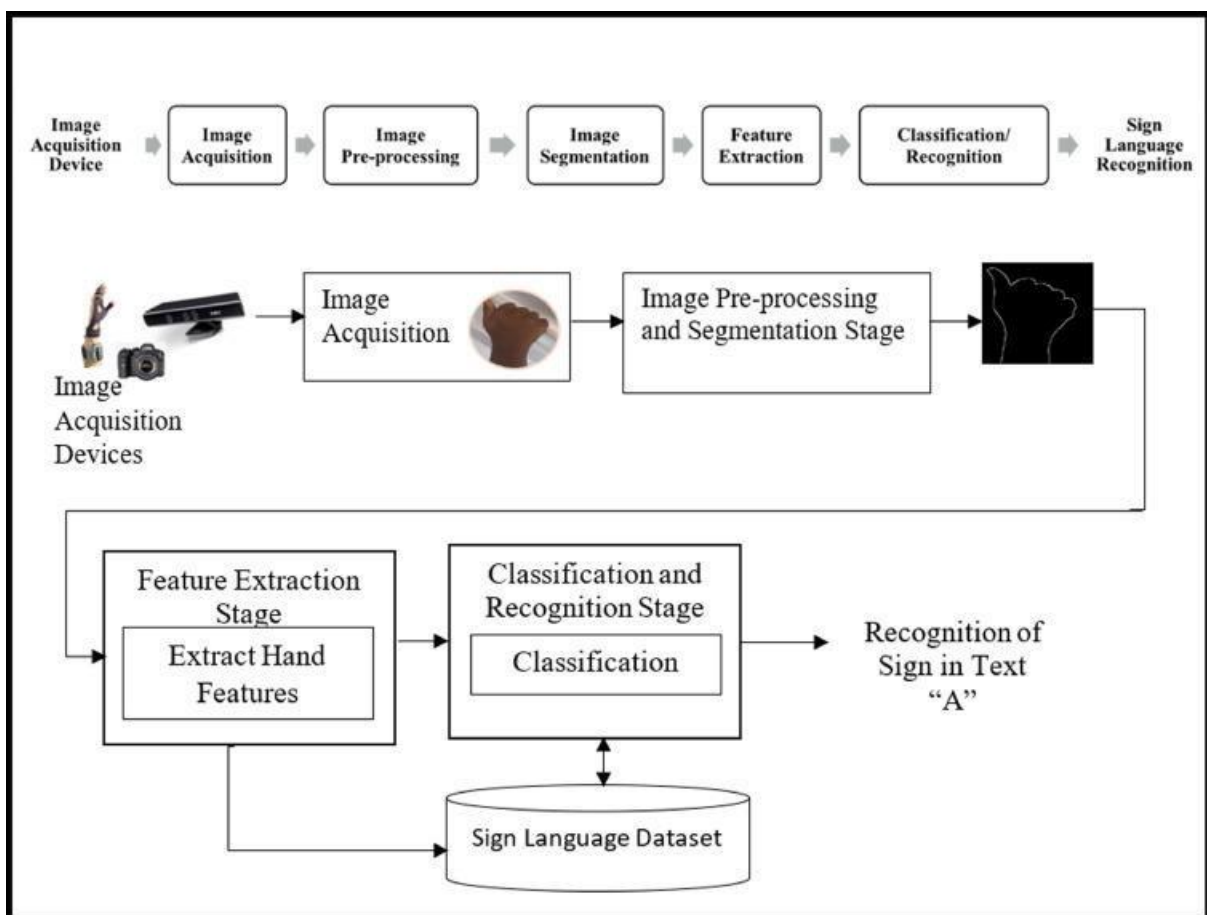 Image
Acquisition
Device
Image
Acquisition
Image
Pre-processing
Image
Segmentation
Feature
Extraction
Classification/
Recognition
Sign
Language
Recognition
Image
Acquisition
Devices
Image
Acquisition
Image Pre-processing
and Segmentation Stage
Feature Extraction
Stage
Extract Hand
Features
Classification and
Recognition Stage
Classification
Recognition of
Sign in Text
“A”
Sign Language Dataset